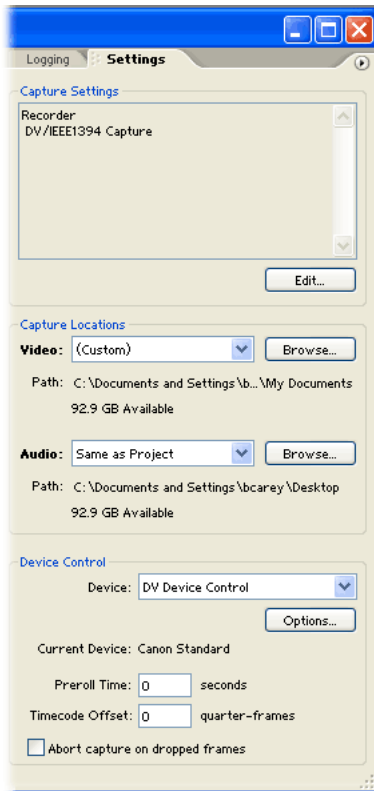 Logging Settings
Capture Settings
Recorder
DV/IEEE1394 Capture
Edit...
Capture Locations
Video: (Custom) Browse...
Path: C:\Documents and Settings\b...\My Documents
92.9 GB Available
Audio: Same as Project Browse...
Path: C:\Documents and Settings\bcarey\Desktop
92.9 GB Available
Device Control
Device: DV Device Control
Options...
Current Device: Canon Standard
Preroll Time: 0 seconds
Timecode Offset: 0 quarter-frames
Abort capture on dropped frames